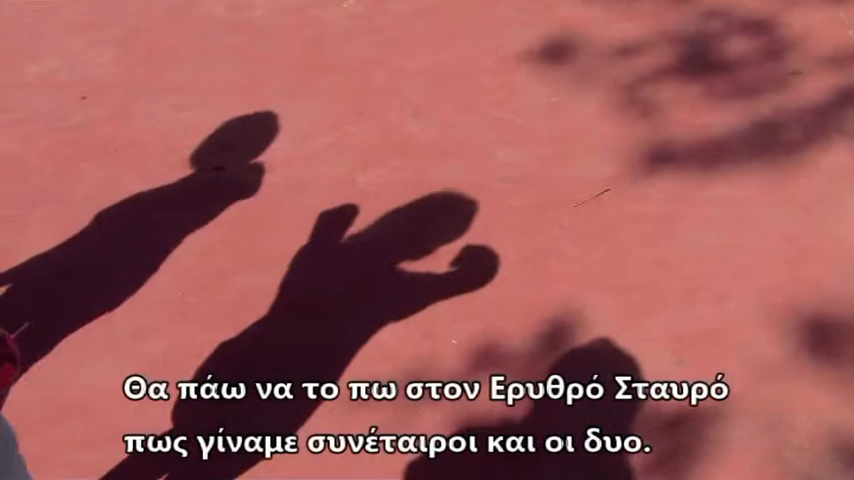 Θα πάω να το πω στον Ερυθρό Σταυρό
πως γίναμε συνέταιροι και οι δυο.